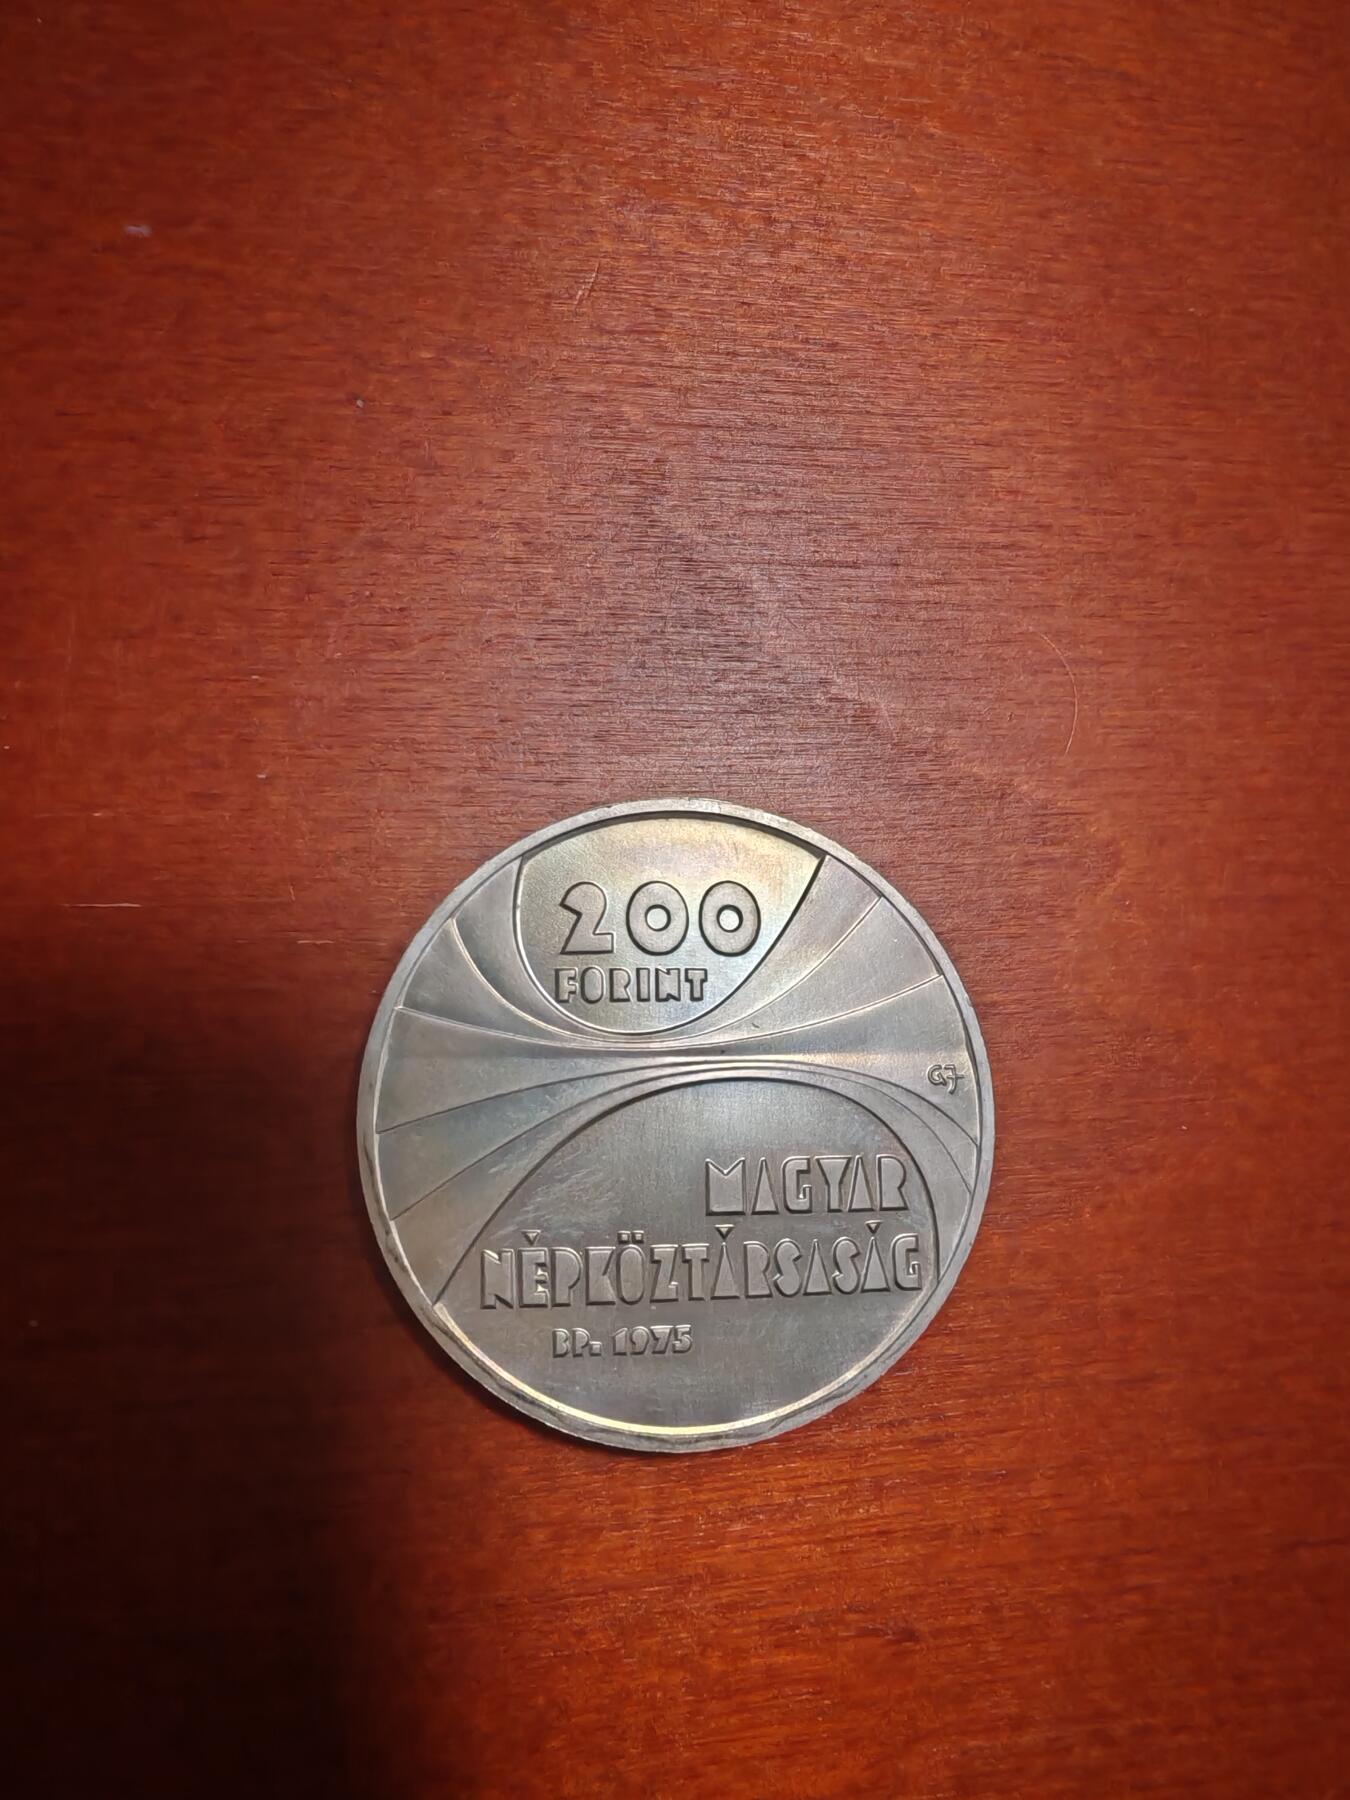 200
FORINT
GJ
MAGYAR
NÉPKÖZTÁRSASÁG
BP. 1975